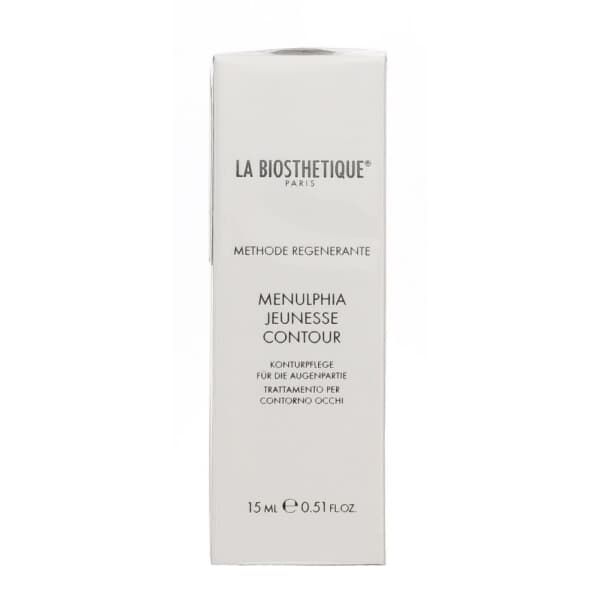 LA BIOSTHETIQUE®
PARIS
METHODE REGENERANTE
MENULPHIA
JEUNESSE
CONTOUR
KONTURPFLEGE
FÜR DIE AUGENPARTIE
TRATTAMENTO PER
CONTORNO OCCHI
15 ML ℮ 0.51 FL.OZ.